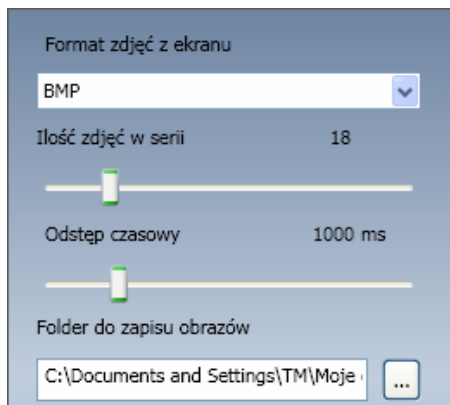 Format zdjęć z ekranu
BMP
Ilość zdjęć w serii 18
Odstęp czasowy 1000 ms
Folder do zapisu obrazów
C:\Documents and Settings\TM\Moje ...